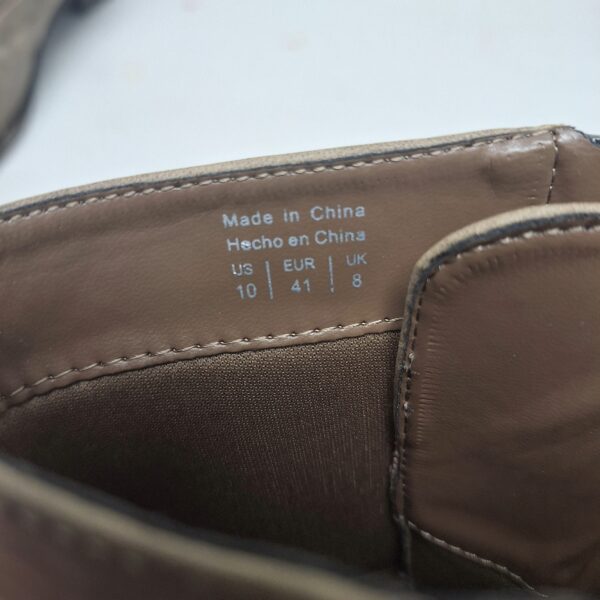 Made in China
Hecho en China
US | EUR | UK
10 | 41 | 8